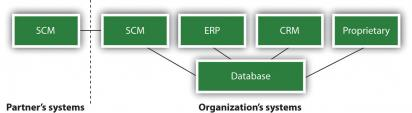 SCM SCM ERP CRM Proprietary
Database
Partner's systems Organization's systems